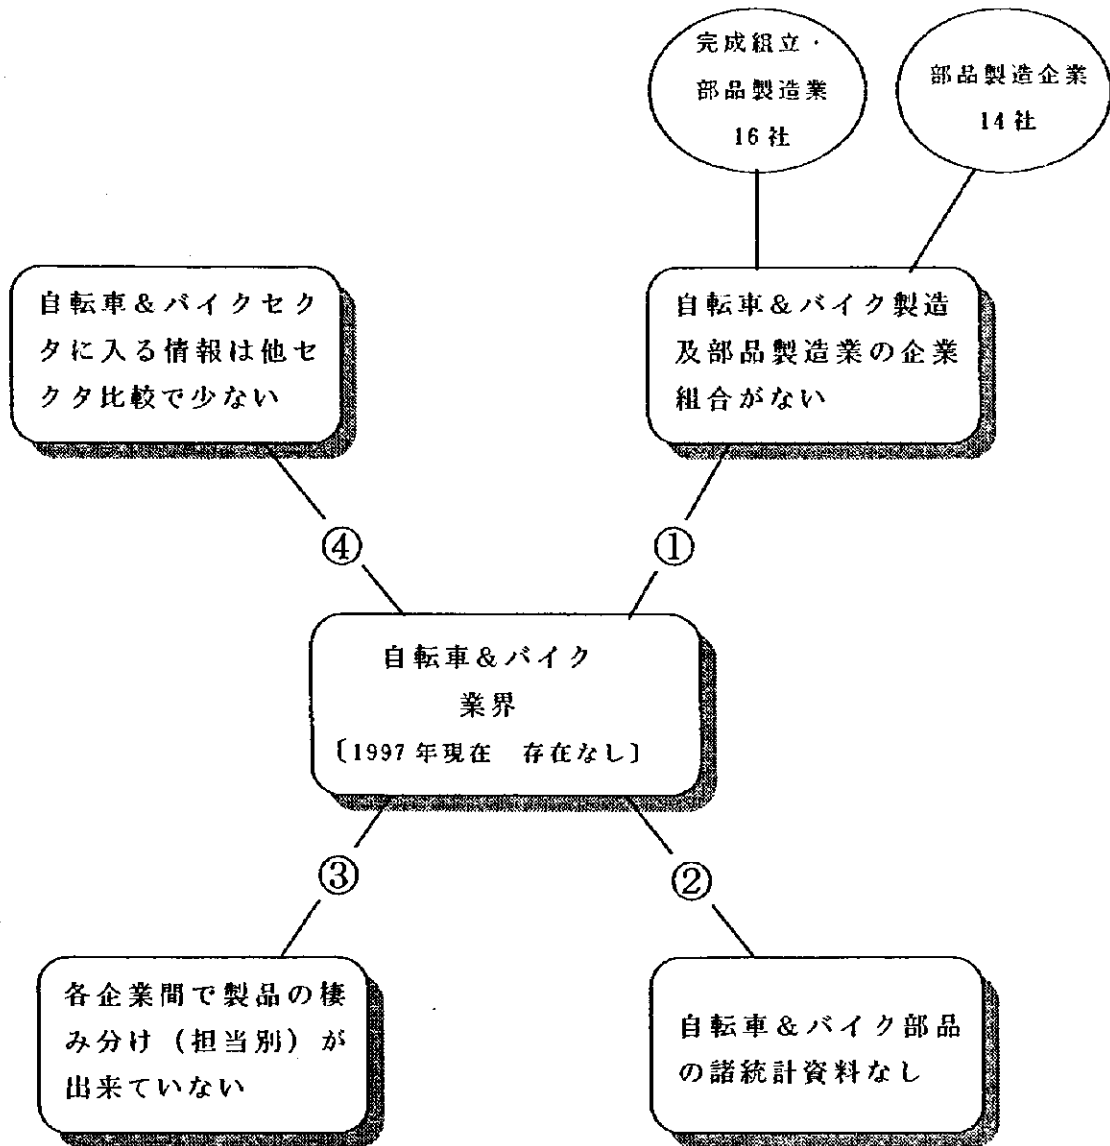 完成組立・
部品製造業
16社
部品製造企業
14社
自転車&バイクセク
タに入る情報は他セ
クタ比較で少ない
自転車&バイク製造
及部品製造業の企業
組合がない
④
①
自転車&バイク
業界
〔1997年現在　存在なし〕
③
②
各企業間で製品の棲
み分け（担当別）が
出来ていない
自転車&バイク部品
の諸統計資料なし